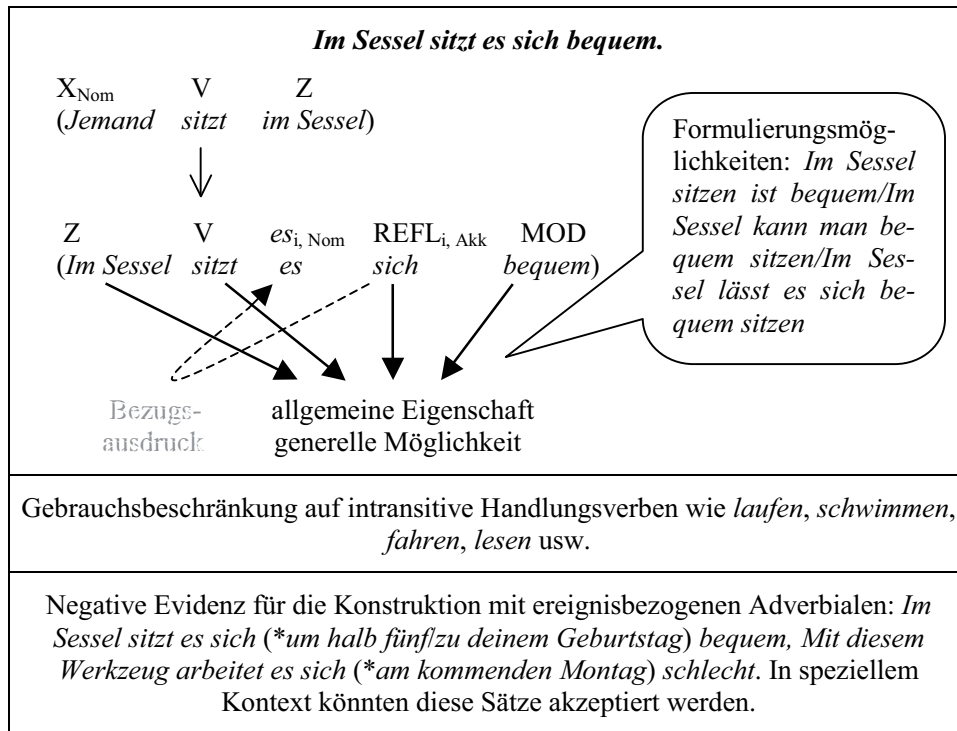 Im Sessel sitzt es sich bequem.
X_Nom V Z
(Jemand sitzt im Sessel)
Formulierungsmög-
lichkeiten: Im Sessel
sitzen ist bequem/Im
Sessel kann man be-
quem sitzen/Im Ses-
sel lässt es sich be-
quem sitzen
Z V es_i, Nom REFL_i, Akk MOD
(Im Sessel sitzt es sich bequem)
Bezugs-
ausdruck
allgemeine Eigenschaft
generelle Möglichkeit
Gebrauchsbeschränkung auf intransitive Handlungsverben wie laufen, schwimmen,
fahren, lesen usw.
Negative Evidenz für die Konstruktion mit ereignisbezogenen Adverbialen: Im
Sessel sitzt es sich (*um halb fünf/zu deinem Geburtstag) bequem, Mit diesem
Werkzeug arbeitet es sich (*am kommenden Montag) schlecht. In speziellem
Kontext könnten diese Sätze akzeptiert werden.